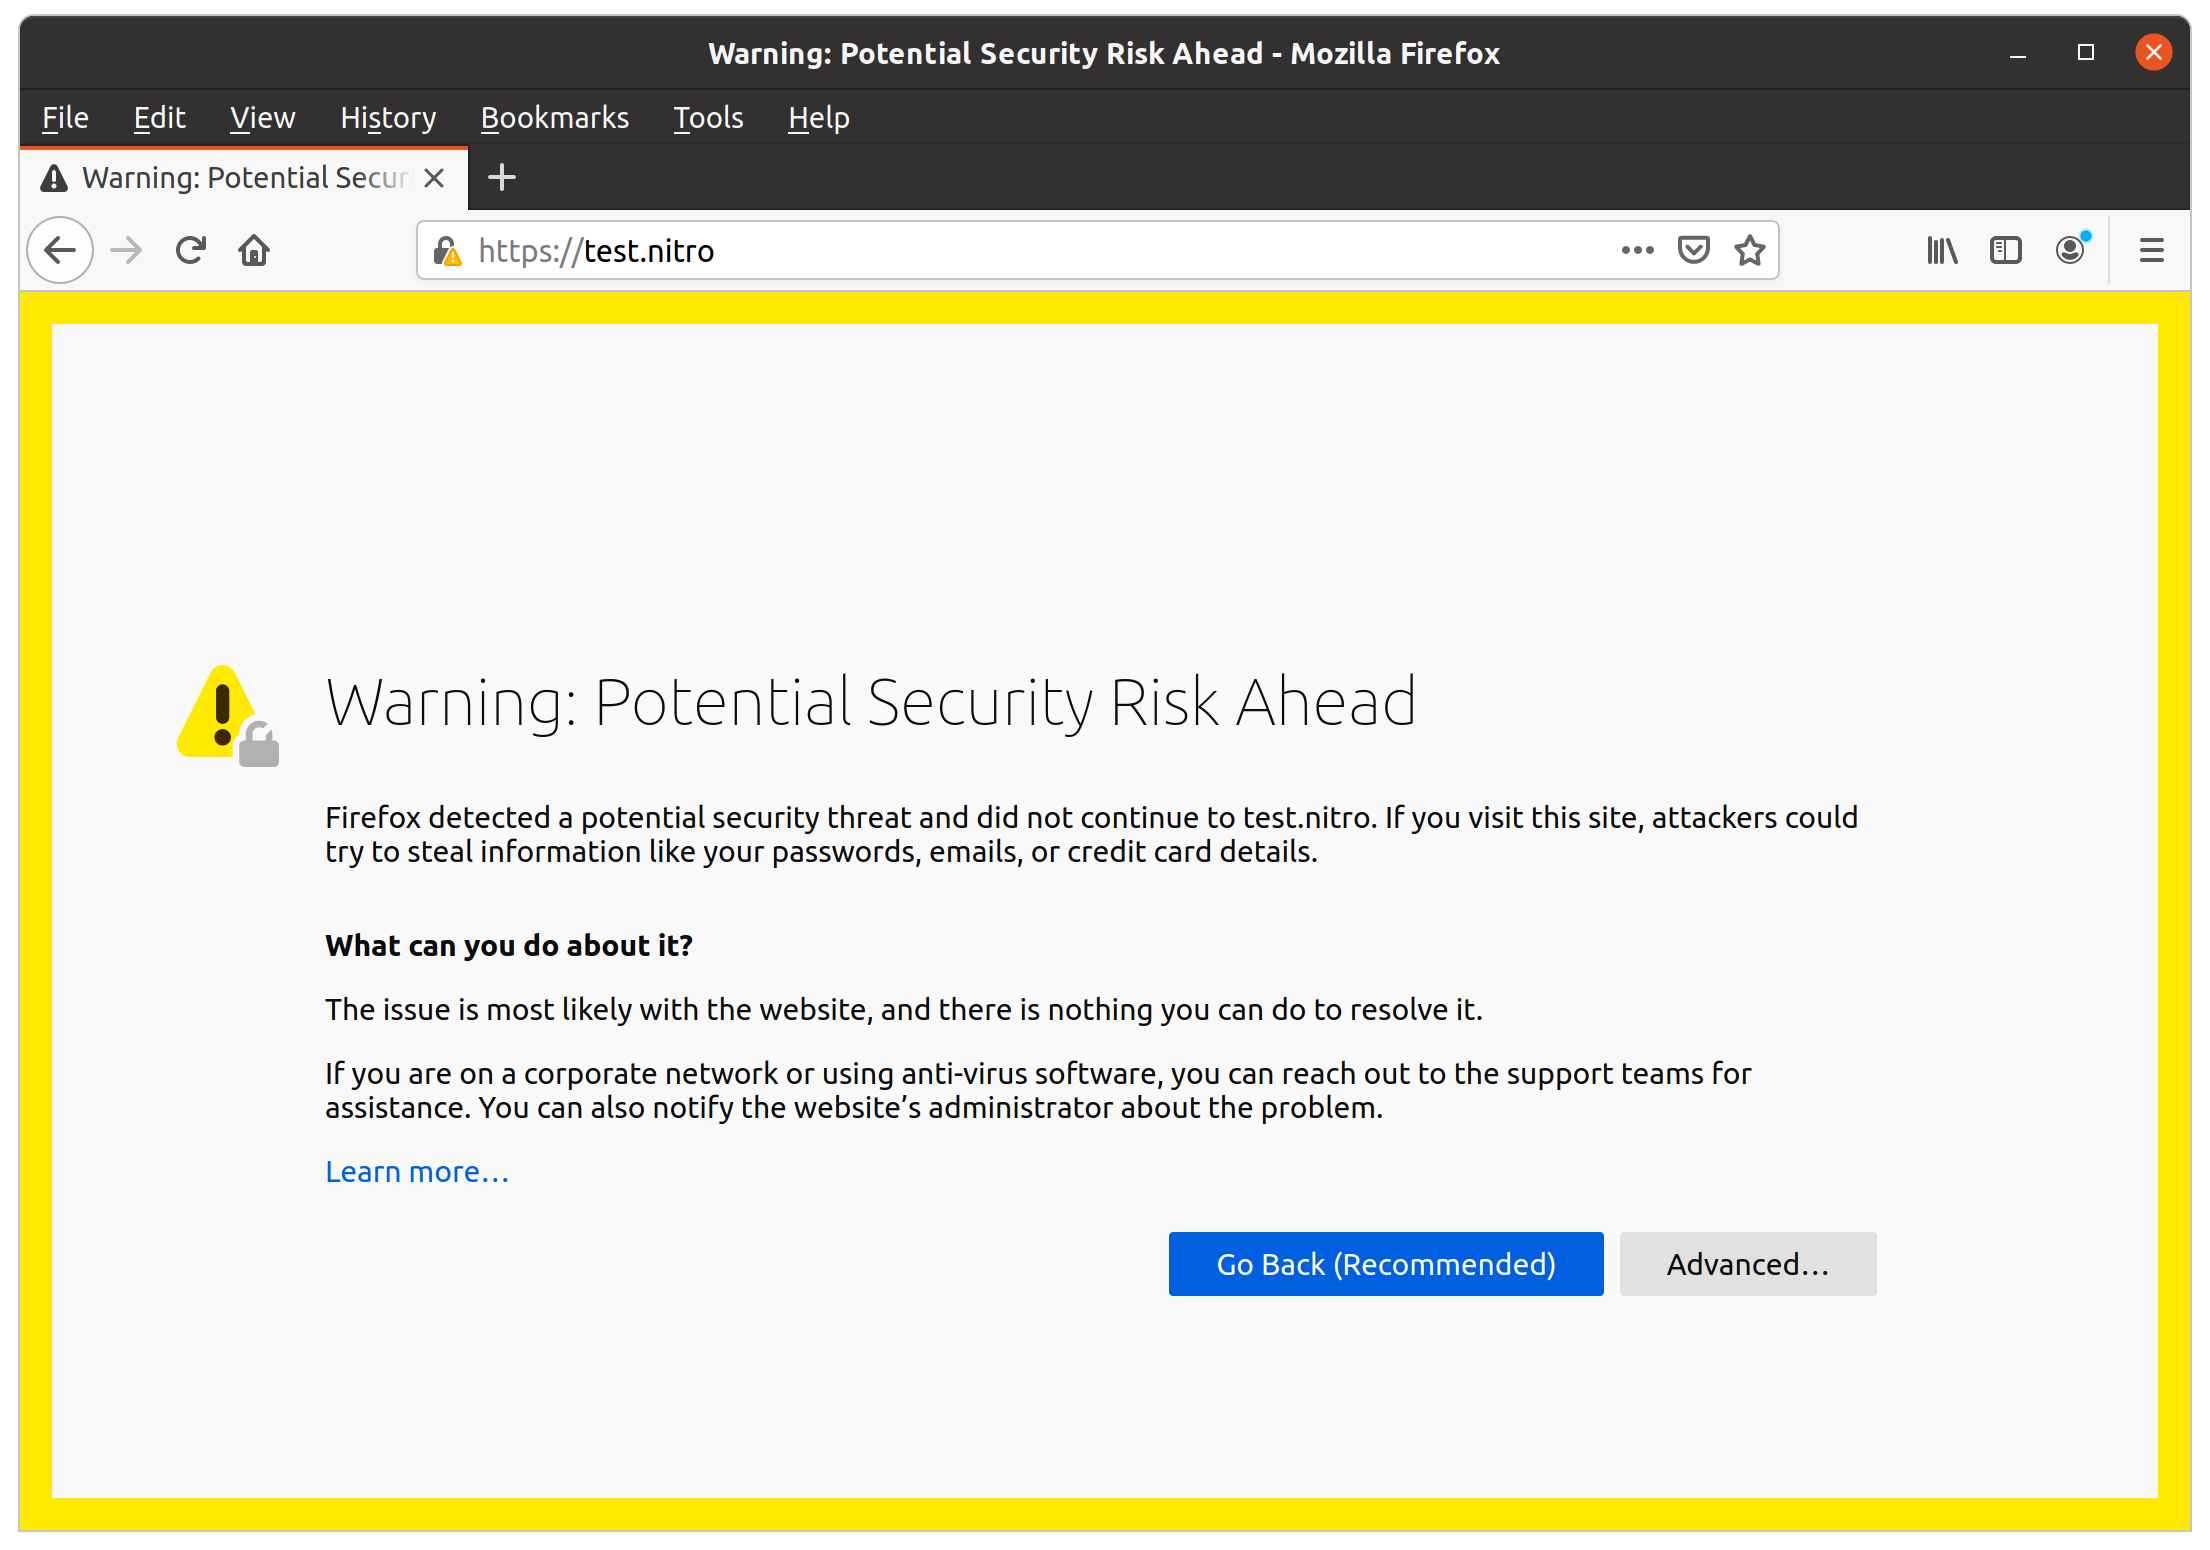 Warning: Potential Security Risk Ahead - Mozilla Firefox
File Edit View History Bookmarks Tools Help
Warning: Potential Secur
https://test.nitro
Warning: Potential Security Risk Ahead
Firefox detected a potential security threat and did not continue to test.nitro. If you visit this site, attackers could
try to steal information like your passwords, emails, or credit card details.
What can you do about it?
The issue is most likely with the website, and there is nothing you can do to resolve it.
If you are on a corporate network or using anti-virus software, you can reach out to the support teams for
assistance. You can also notify the website’s administrator about the problem.
Learn more…
Go Back (Recommended) Advanced…